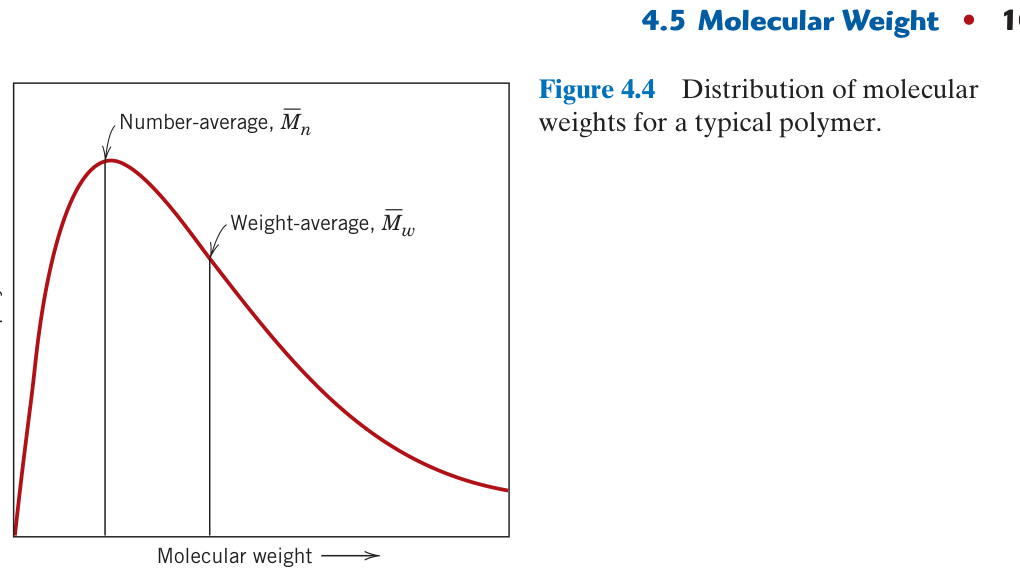 4.5 Molecular Weight •
Figure 4.4 Distribution of molecular
weights for a typical polymer.
Number-average, M̅n
Weight-average, M̅w
Molecular weight